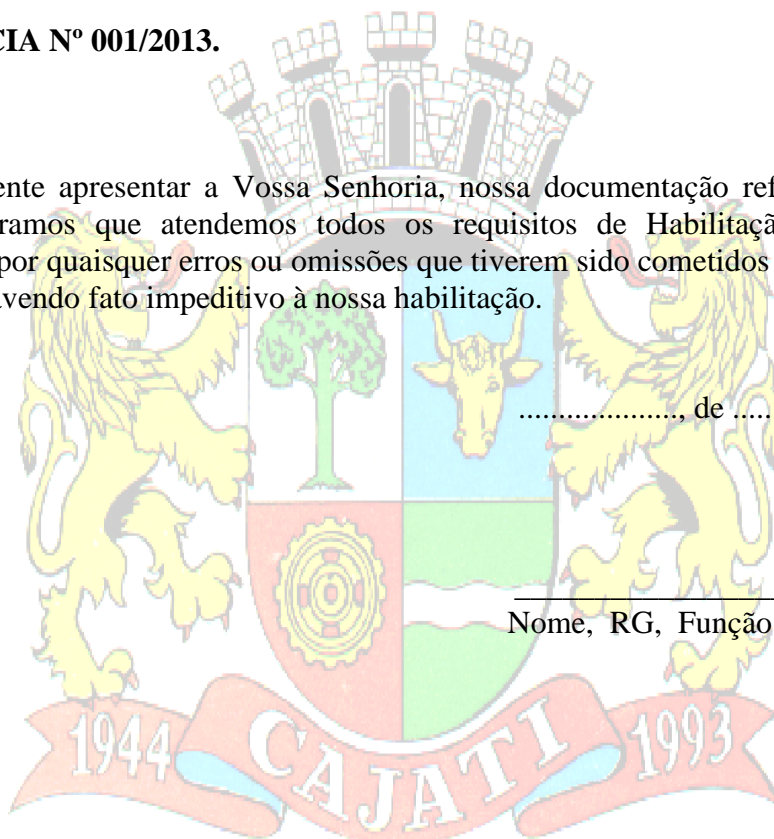 CIA Nº 001/2013.
ente apresentar a Vossa Senhoria, nossa documentação ref
ramos que atendemos todos os requisitos de Habilitaçã
por quaisquer erros ou omissões que tiverem sido cometidos
avendo fato impeditivo à nossa habilitação.
...................., de .....
____________________
Nome, RG, Função
1944 CAJATI 1993